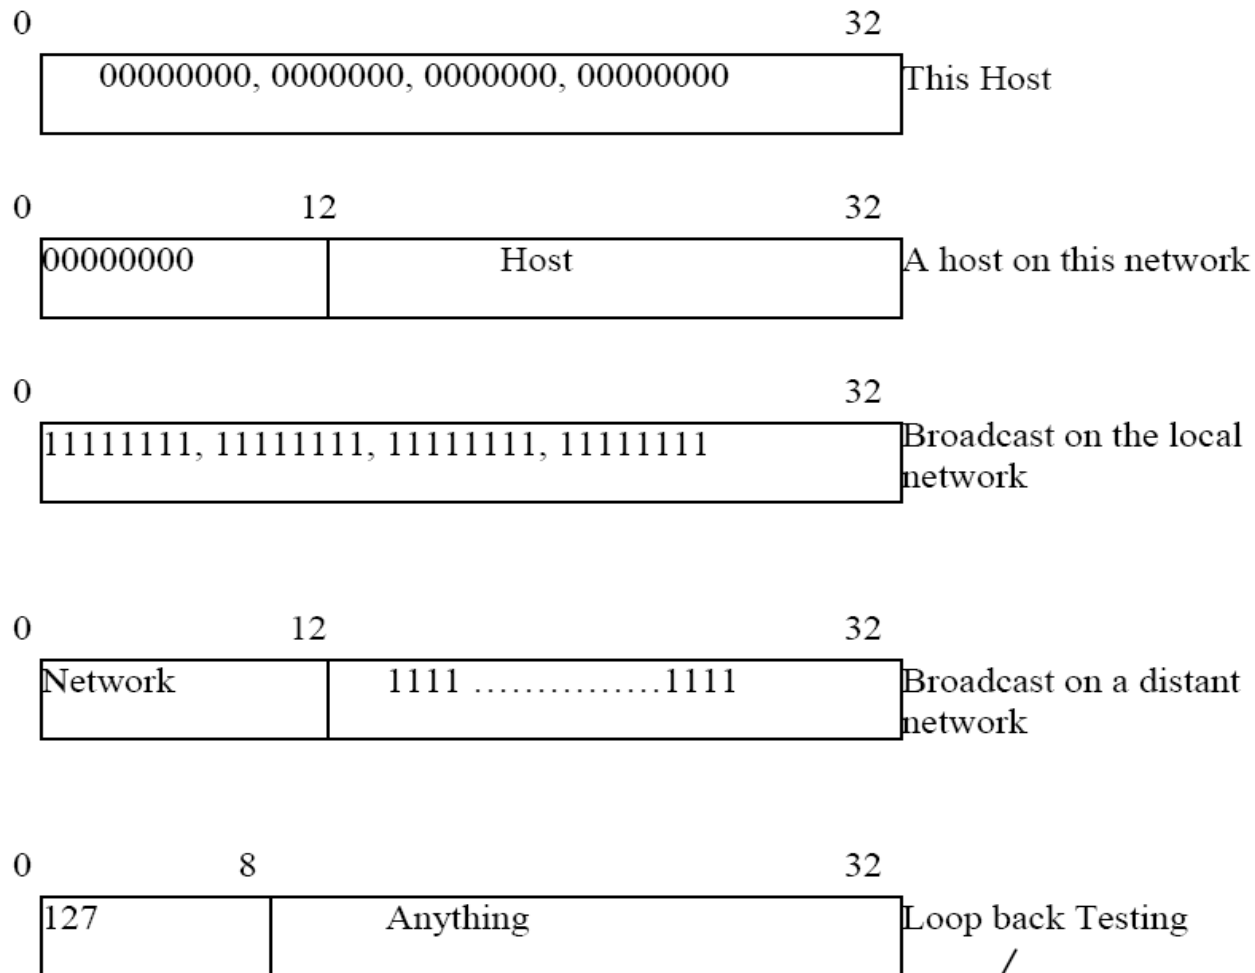 0 32
00000000, 0000000, 0000000, 00000000 This Host
0 12 32
00000000 Host A host on this network
0 32
11111111, 11111111, 11111111, 11111111 Broadcast on the local
network
0 12 32
Network 1111 ……………1111 Broadcast on a distant
network
0 8 32
127 Anything Loop back Testing